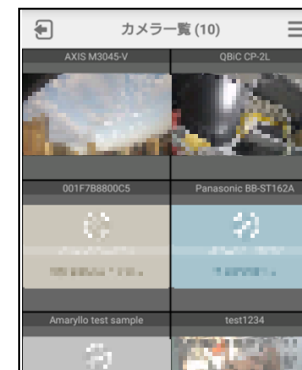 カメラ一覧 (10)
AXIS M3045-V
QBiC CP-2L
001F7B8800C5
Panasonic BB-ST162A
Amaryllo test sample
test1234